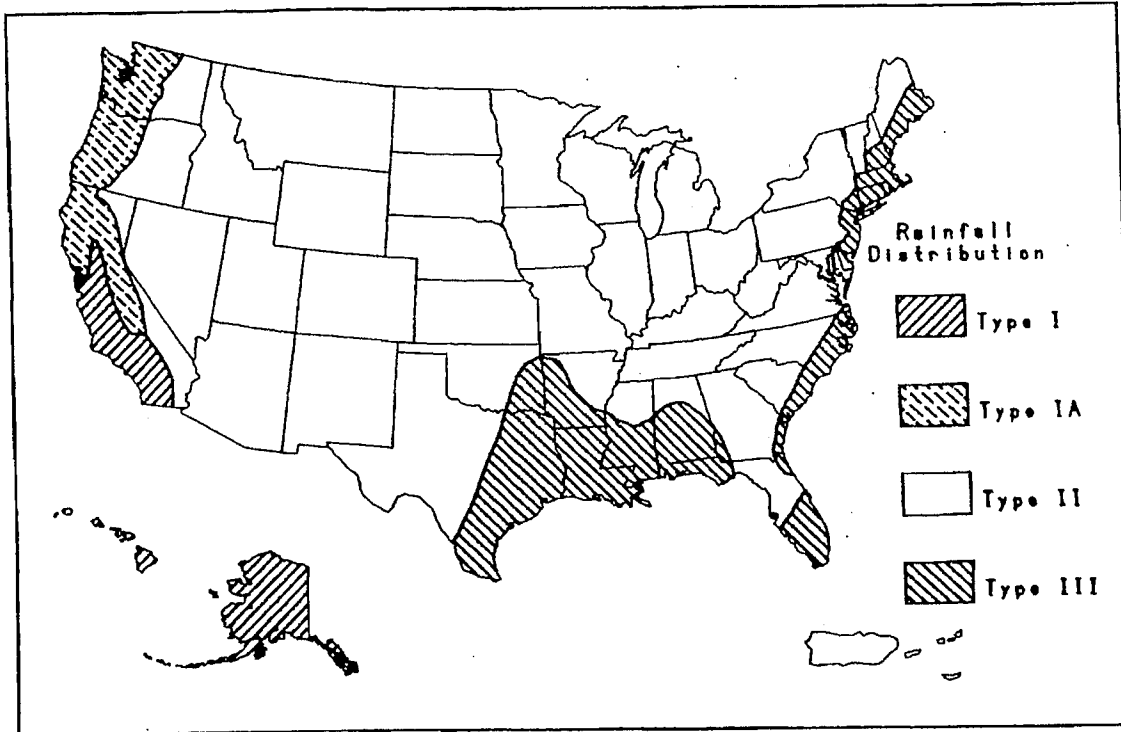 Rainfall
Distribution
Type I
Type IA
Type II
Type III